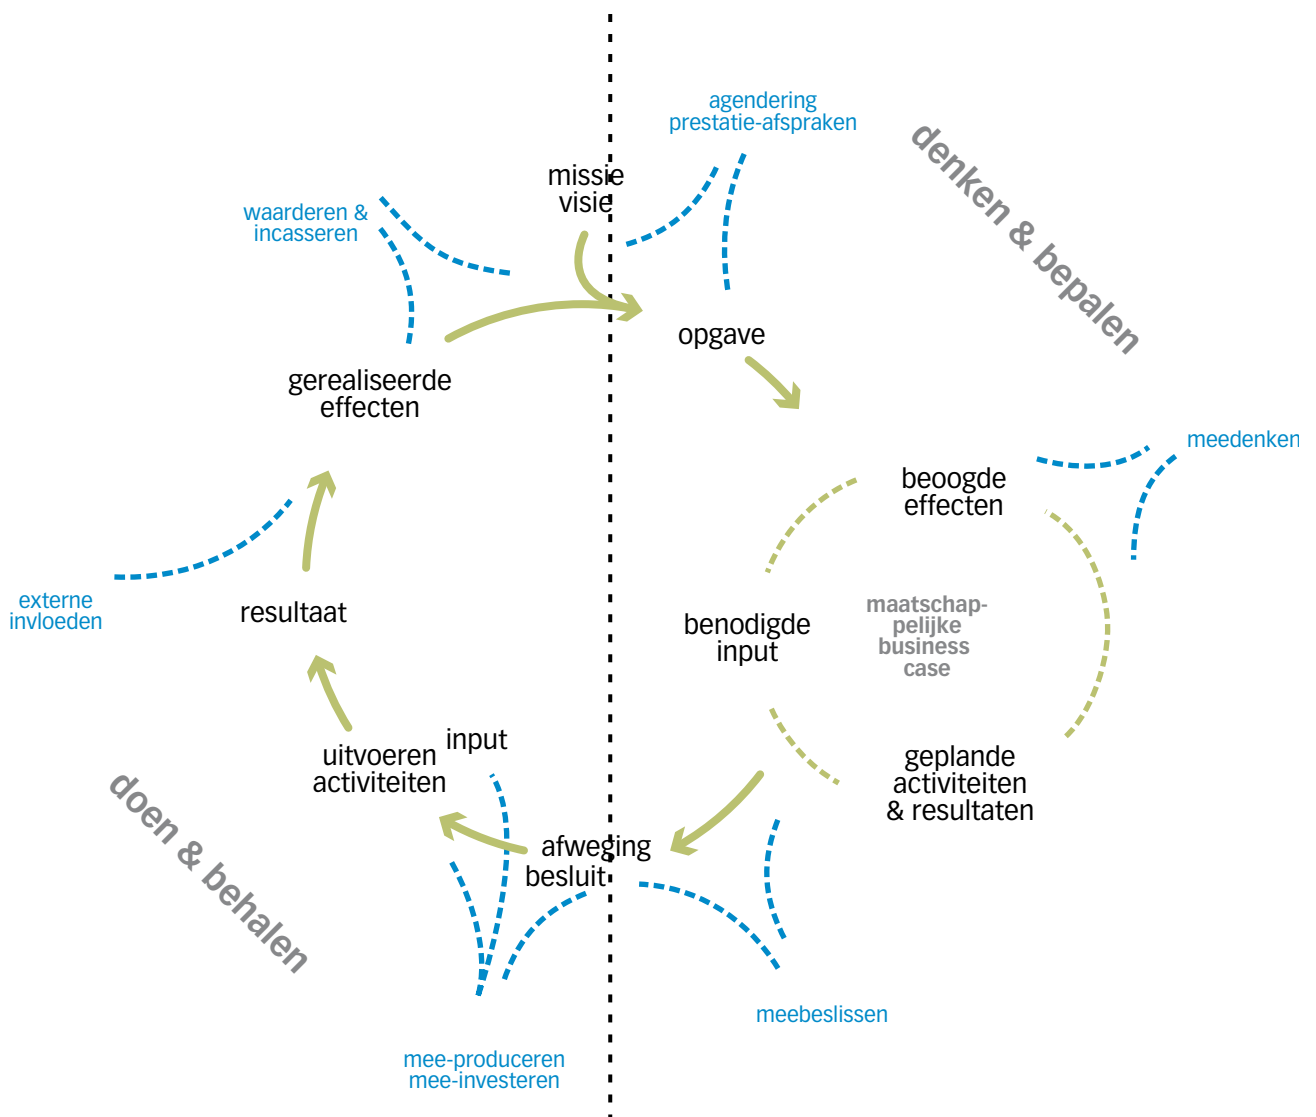 agendering
prestatie-afspraken
denken & bepalen
missie
visie
waarderen &
incasseren
opgave
gerealiseerde
effecten
meedenken
beoogde
effecten
externe
invloeden
resultaat
benodigde
input
maatschap-
pelijke
business
case
input
uitvoeren
activiteiten
geplande
activiteiten
& resultaten
doen & behalen
afweging
besluit
meebeslissen
mee-produceren
mee-investeren